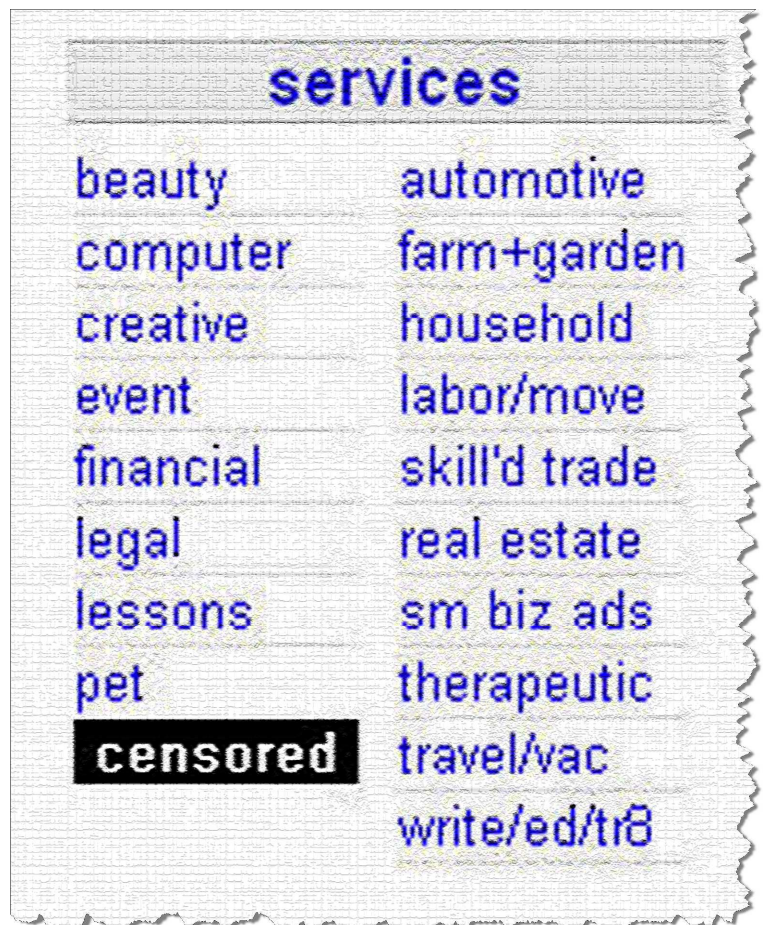 services
beauty
computer
creative
event
financial
legal
lessons
pet
censored
automotive
farm+garden
household
labor/move
skill'd trade
real estate
sm biz ads
therapeutic
travel/vac
write/ed/tr8